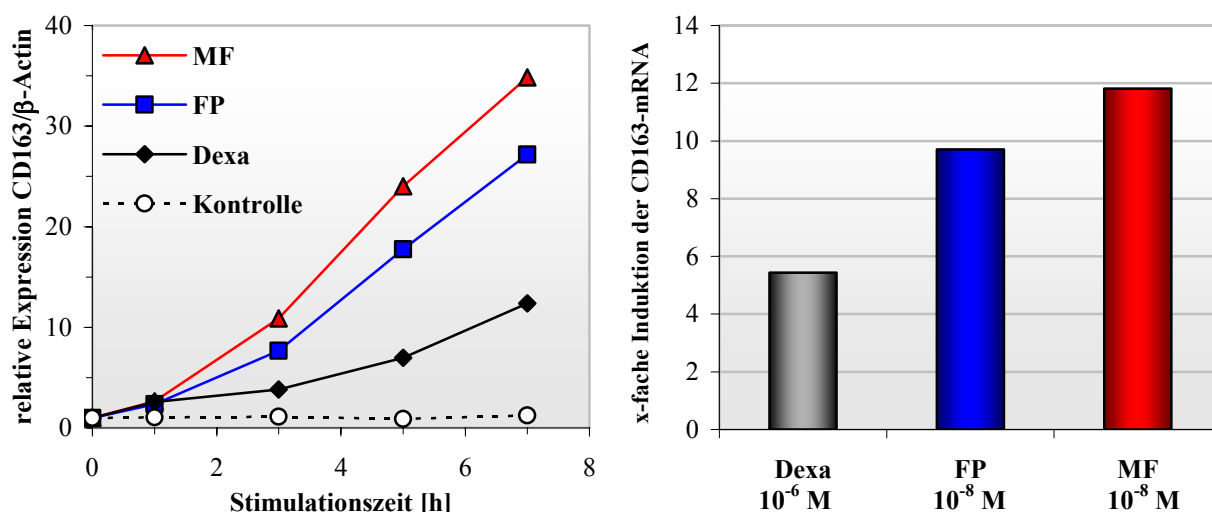 relative Expression CD163/β-Actin
40
30
20
10
0
MF
FP
Dexa
Kontrolle
0 2 4 6 8
Stimulationszeit [h]
x-fache Induktion der CD163-mRNA
14
12
10
8
6
4
2
0
Dexa FP MF
10⁻⁶ M 10⁻⁸ M 10⁻⁸ M